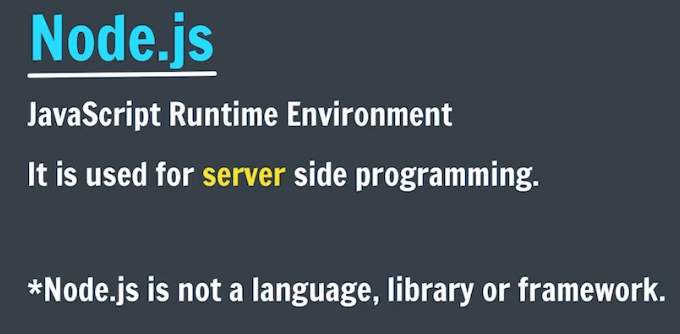 Node.js
JavaScript Runtime Environment
It is used for server side programming.
*Node.js is not a language, library or framework.